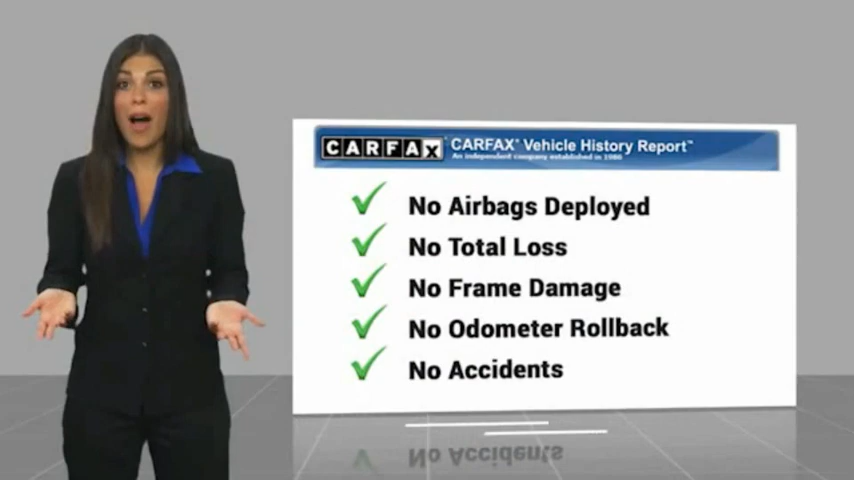 CARFAX CARFAX® Vehicle History Report™
An independent company established in 1986
No Airbags Deployed
No Total Loss
No Frame Damage
No Odometer Rollback
No Accidents
No Accidents